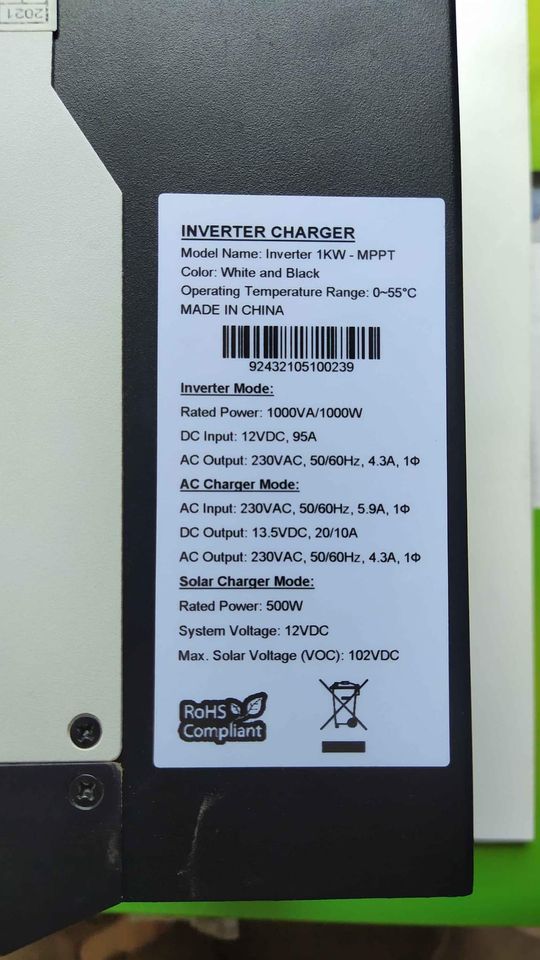 2021
INVERTER CHARGER
Model Name: Inverter 1KW - MPPT
Color: White and Black
Operating Temperature Range: 0~55°C
MADE IN CHINA
92432105100239
Inverter Mode:
Rated Power: 1000VA/1000W
DC Input: 12VDC, 95A
AC Output: 230VAC, 50/60Hz, 4.3A, 1Φ
AC Charger Mode:
AC Input: 230VAC, 50/60Hz, 5.9A, 1Φ
DC Output: 13.5VDC, 20/10A
AC Output: 230VAC, 50/60Hz, 4.3A, 1Φ
Solar Charger Mode:
Rated Power: 500W
System Voltage: 12VDC
Max. Solar Voltage (VOC): 102VDC
RoHS
Compliant